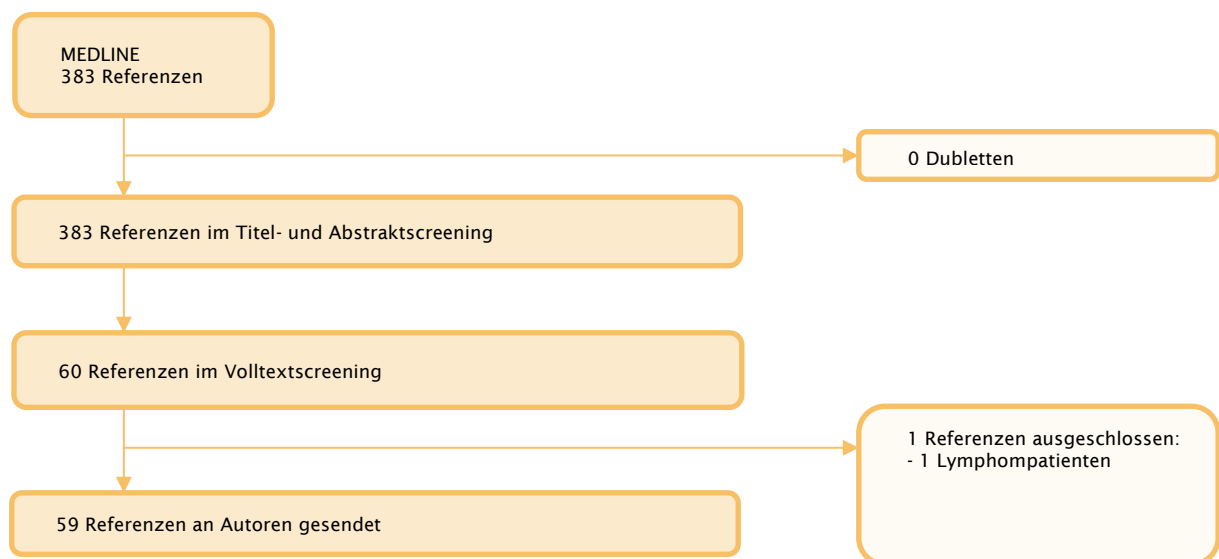 MEDLINE
383 Referenzen
0 Dubletten
383 Referenzen im Titel- und Abstraktscreening
60 Referenzen im Volltextscreening
1 Referenzen ausgeschlossen:
- 1 Lymphompatienten
59 Referenzen an Autoren gesendet